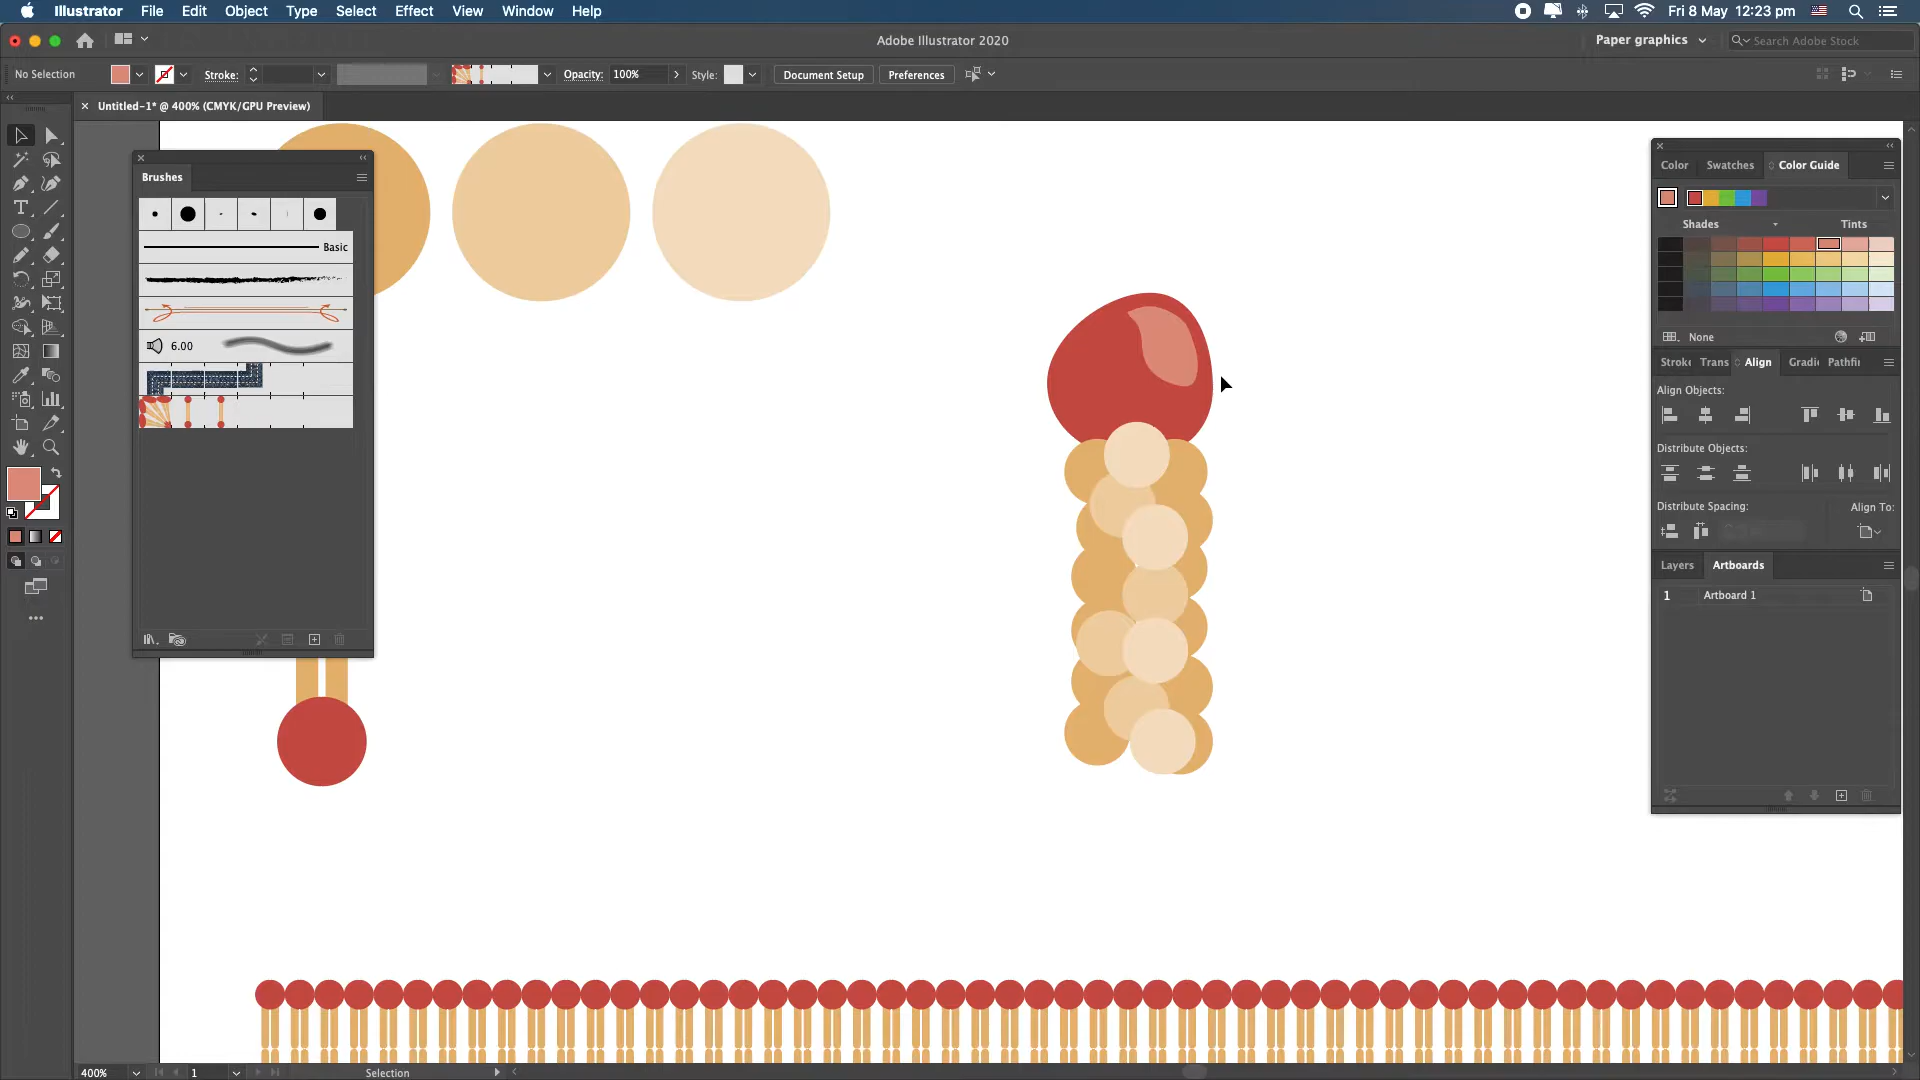 Illustrator File Edit Object Type Select Effect View Window Help Fri 8 May 12:23 pm
Adobe Illustrator 2020 Paper graphics Search Adobe Stock
No Selection Stroke: Opacity: 100% Style: Document Setup Preferences
Untitled-1* @ 400% (CMYK/GPU Preview)
Brushes
Basic
6.00
Color Swatches Color Guide
Shades Tints
None
Stroke Trans Align Gradi Pathfi
Align Objects:
Distribute Objects:
Distribute Spacing: Align To:
Layers Artboards
1 Artboard 1
400% 1 Selection